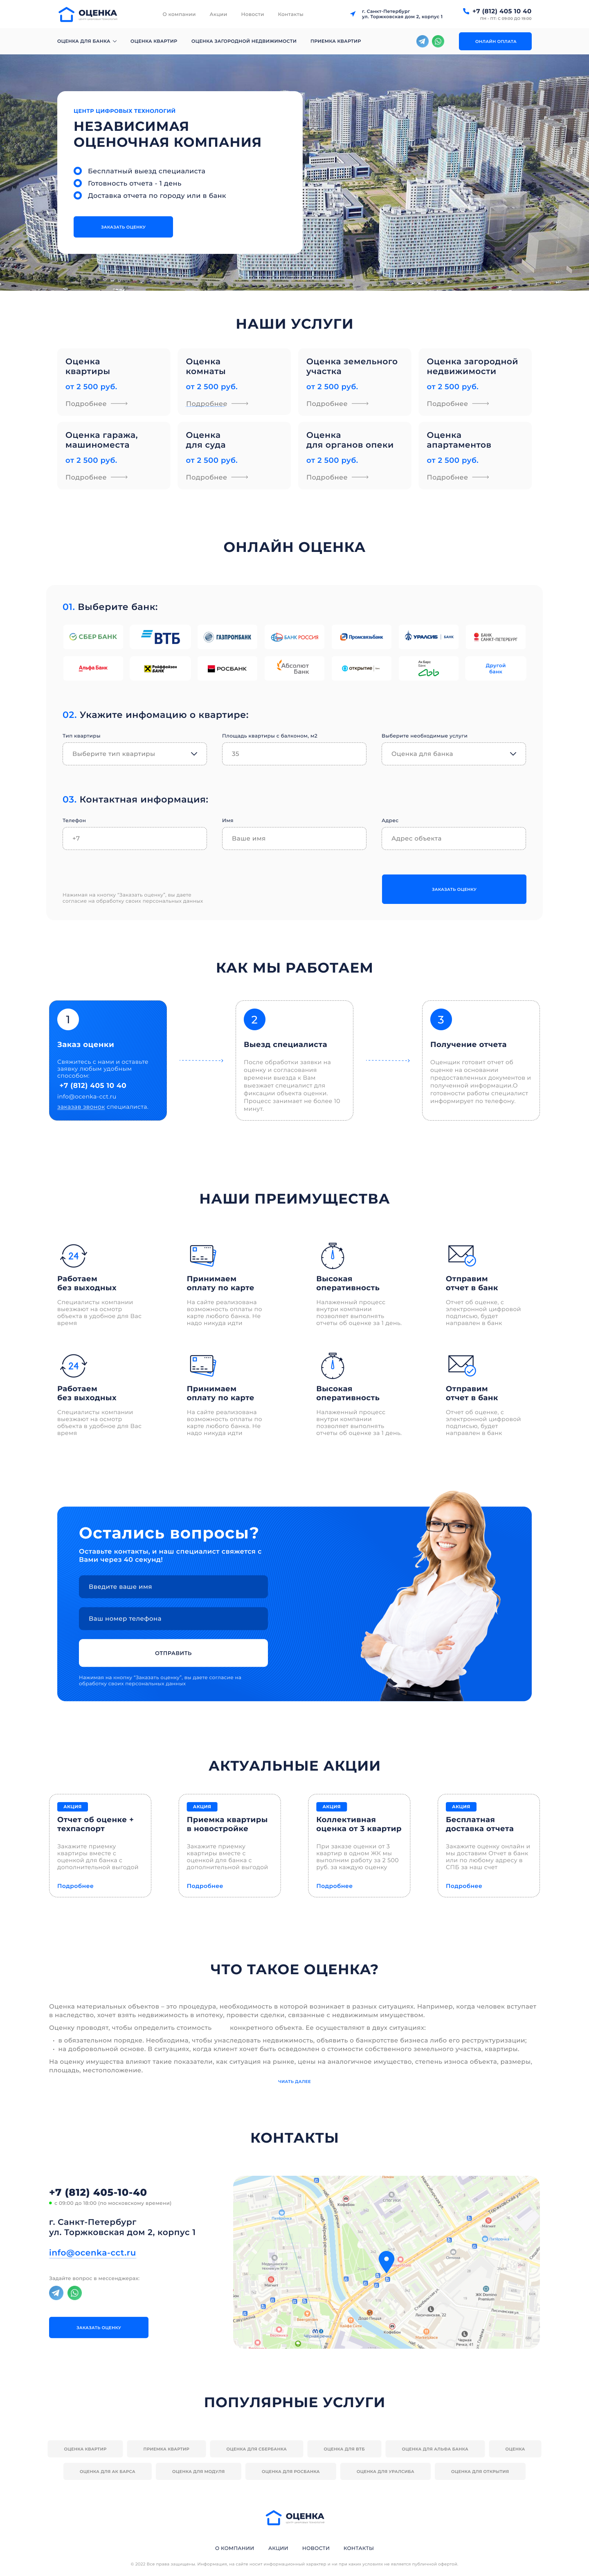 ОЦЕНКА
О компании
Акции
Новости
Контакты
г. Санкт-Петербург
ул. Торжковская дом 2, корпус 1
+7 (812) 405 10 40
ПН - ПТ: С 09:00 ДО 18:00
ОЦЕНКА ДЛЯ БАНКА
ОЦЕНКА КВАРТИР
ОЦЕНКА ЗАГОРОДНОЙ НЕДВИЖИМОСТИ
ПРИЕМКА КВАРТИР
ОНЛАЙН ОПЛАТА
ЦЕНТР ЦИФРОВЫХ ТЕХНОЛОГИЙ
НЕЗАВИСИМАЯ
ОЦЕНОЧНАЯ КОМПАНИЯ
Бесплатный выезд специалиста
Готовность отчета - 1 день
Доставка отчета по городу или в банк
ЗАКАЗАТЬ ОЦЕНКУ
НАШИ УСЛУГИ
Оценка
квартиры
от 2 500 руб.
Подробнее
Оценка
комнаты
от 2 500 руб.
Подробнее
Оценка земельного
участка
от 2 500 руб.
Подробнее
Оценка загородной
недвижимости
от 2 500 руб.
Подробнее
Оценка гаража,
машиноместа
от 2 500 руб.
Подробнее
Оценка
для суда
от 2 500 руб.
Подробнее
Оценка
для органов опеки
от 2 500 руб.
Подробнее
Оценка
апартаментов
от 2 500 руб.
Подробнее
ОНЛАЙН ОЦЕНКА
01. Выберите банк:
СБЕР БАНК
ВТБ
ГАЗПРОМБАНК
БАНК РОССИЯ
Промсвязьбанк
УРАЛСИБ | БАНК
БАНК
САНКТ-ПЕТЕРБУРГ
Альфа Банк
Райффайзен
БАНК
РОСБАНК
Абсолют
Банк
открытие
Ак Барс
Банк
Другой
банк
02. Укажите инфомацию о квартире:
Тип квартиры
Выберите тип квартиры
Площадь квартиры с балконом, м2
35
Выберите необходимые услуги
Оценка для банка
03. Контактная информация:
Телефон
+7
Имя
Ваше имя
Адрес
Адрес объекта
Нажимая на кнопку "Заказать оценку", вы даете
согласие на обработку своих персональных данных
ЗАКАЗАТЬ ОЦЕНКУ
КАК МЫ РАБОТАЕМ
1
Заказ оценки
Свяжитесь с нами и оставьте
заявку любым удобным
способом:
+7 (812) 405 10 40
info@ocenka-cct.ru
заказав звонок специалиста.
2
Выезд специалиста
После обработки заявки на
оценку и согласования
времени выезда к Вам
выезжает специалист для
фиксации объекта оценки.
Процесс занимает не более 10
минут.
3
Получение отчета
Оценщик готовит отчет об
оценке на основании
предоставленных документов и
полученной информации.О
готовности работы специалист
информирует по телефону.
НАШИ ПРЕИМУЩЕСТВА
24
Работаем
без выходных
Специалисты компании
выезжают на осмотр
объекта в удобное для Вас
время
Принимаем
оплату по карте
На сайте реализована
возможность оплаты по
карте любого банка. Не
надо никуда идти
Высокая
оперативность
Налаженный процесс
внутри компании
позволяет выполнять
отчеты об оценке за 1 день.
Отправим
отчет в банк
Отчет об оценке, с
электронной цифровой
подписью, будет
направлен в банк
24
Работаем
без выходных
Специалисты компании
выезжают на осмотр
объекта в удобное для Вас
время
Принимаем
оплату по карте
На сайте реализована
возможность оплаты по
карте любого банка. Не
надо никуда идти
Высокая
оперативность
Налаженный процесс
внутри компании
позволяет выполнять
отчеты об оценке за 1 день.
Отправим
отчет в банк
Отчет об оценке, с
электронной цифровой
подписью, будет
направлен в банк
Остались вопросы?
Оставьте контакты, и наш специалист свяжется с
Вами через 40 секунд!
Введите ваше имя
Ваш номер телефона
ОТПРАВИТЬ
Нажимая на кнопку "Заказать оценку", вы даете согласие на
обработку своих персональных данных
АКТУАЛЬНЫЕ АКЦИИ
АКЦИЯ
Отчет об оценке +
техпаспорт
Закажите приемку
квартиры вместе с
оценкой для банка с
дополнительной выгодой
Подробнее
АКЦИЯ
Приемка квартиры
в новостройке
Закажите приемку
квартиры вместе с
оценкой для банка с
дополнительной выгодой
Подробнее
АКЦИЯ
Коллективная
оценка от 3 квартир
При заказе оценки от 3
квартир в одном ЖК мы
выполним работу за 2 500
руб. за каждую оценку
Подробнее
АКЦИЯ
Бесплатная
доставка отчета
Закажите оценку онлайн и
мы доставим Отчет в банк
или по любому адресу в
СПБ за наш счет
Подробнее
ЧТО ТАКОЕ ОЦЕНКА?
Оценка материальных объектов – это процедура, необходимость в которой возникает в разных ситуациях. Например, когда человек вступает
в наследство, хочет взять недвижимость в ипотеку, провести сделки, связанные с недвижимым имуществом.
Оценку проводят, чтобы определить стоимость конкретного объекта. Ее осуществляют в двух ситуациях:
• в обязательном порядке. Необходима, чтобы унаследовать недвижимость, объявить о банкротстве бизнеса либо его реструктуризации;
• на добровольной основе. В ситуациях, когда клиент хочет быть осведомлен о стоимости собственного земельного участка, квартиры.
На оценку имущества влияют такие показатели, как ситуация на рынке, цены на аналогичное имущество, степень износа объекта, размеры,
площадь, местоположение.
ЧИАТЬ ДАЛЕЕ
КОНТАКТЫ
+7 (812) 405-10-40
с 09:00 до 18:00 (по московскому времени)
г. Санкт-Петербург
ул. Торжковская дом 2, корпус 1
info@ocenka-cct.ru
Задайте вопрос в мессенджерах:
ЗАКАЗАТЬ ОЦЕНКУ
ПОПУЛЯРНЫЕ УСЛУГИ
ОЦЕНКА КВАРТИР
ПРИЕМКА КВАРТИР
ОЦЕНКА ДЛЯ СБЕРБАНКА
ОЦЕНКА ДЛЯ ВТБ
ОЦЕНКА ДЛЯ АЛЬФА БАНКА
ОЦЕНКА
ОЦЕНКА ДЛЯ АК БАРСА
ОЦЕНКА ДЛЯ МОДУЛЯ
ОЦЕНКА ДЛЯ РОСБАНКА
ОЦЕНКА ДЛЯ УРАЛСИБА
ОЦЕНКА ДЛЯ ОТКРЫТИЯ
ОЦЕНКА
О КОМПАНИИ
АКЦИИ
НОВОСТИ
КОНТАКТЫ
© 2022 Все права защищены. Информация, на сайте носит информационный характер и ни при каких условиях не является публичной офертой.